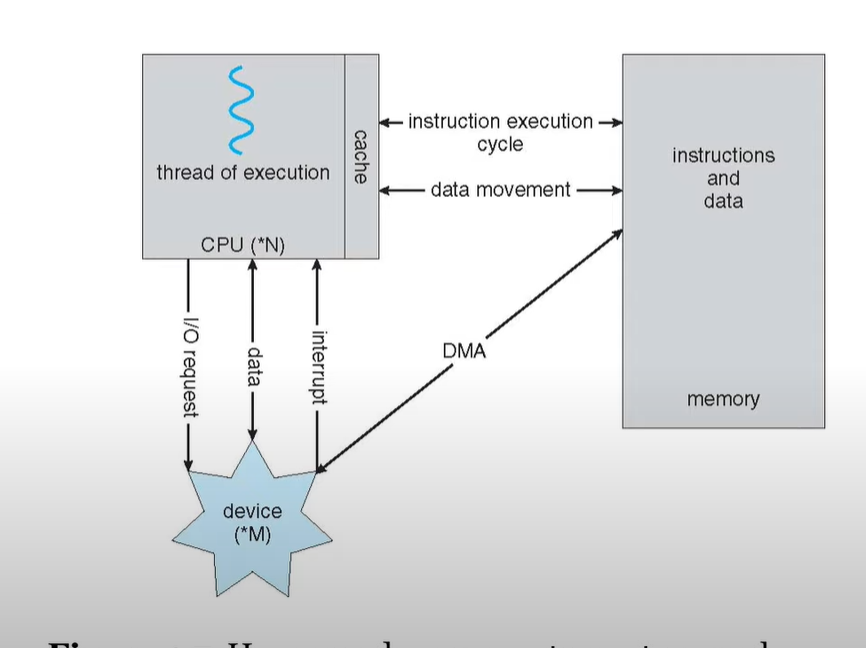 thread of execution
cache
CPU (*N)
instruction execution
cycle
data movement
instructions
and
data
memory
I/O request
data
interrupt
DMA
device
(*M)